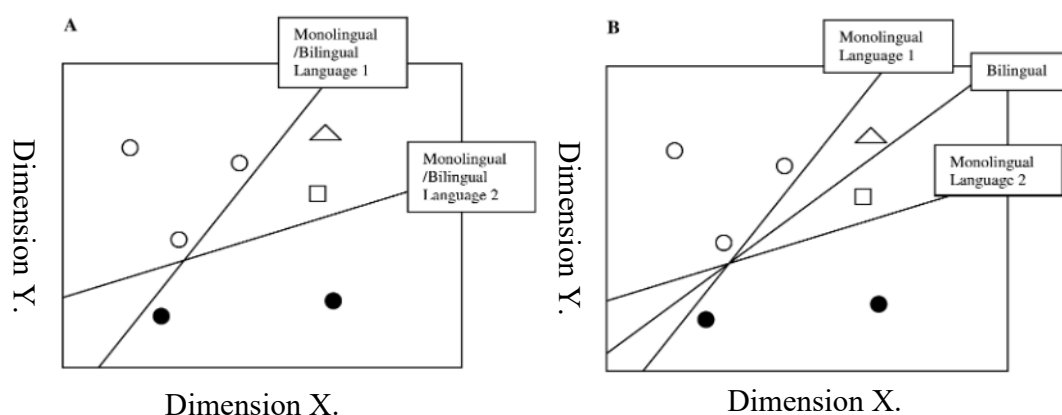 A
Monolingual
/Bilingual
Language 1
Monolingual
/Bilingual
Language 2
Dimension Y.
Dimension X.
B
Monolingual
Language 1
Bilingual
Monolingual
Language 2
Dimension Y.
Dimension X.